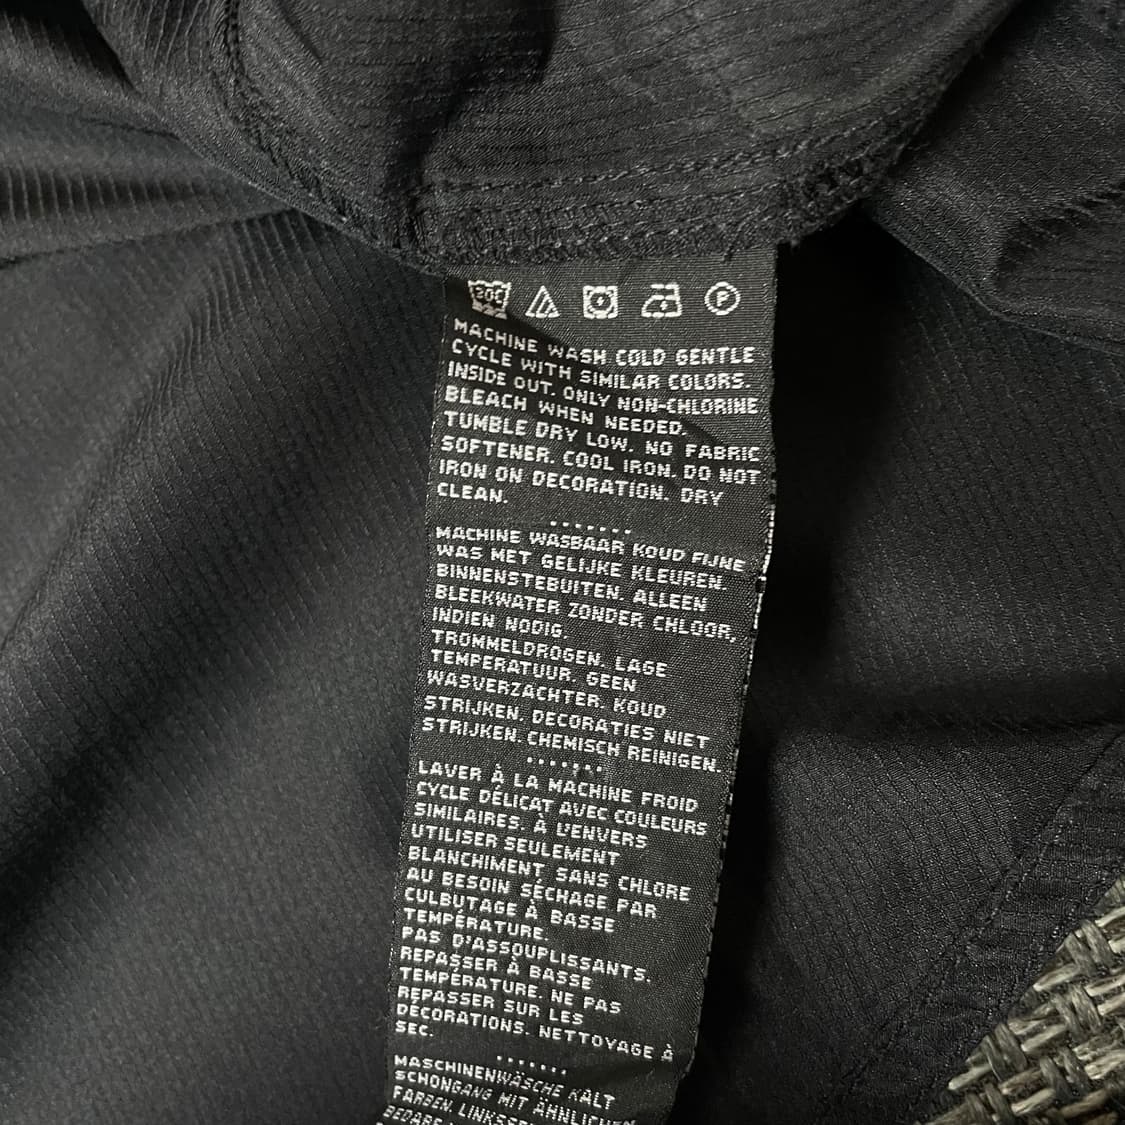 30C
P
MACHINE WASH COLD GENTLE
CYCLE WITH SIMILAR COLORS.
INSIDE OUT. ONLY NON-CHLORINE
BLEACH WHEN NEEDED.
TUMBLE DRY LOW. NO FABRIC
SOFTENER. COOL IRON. DO NOT
IRON ON DECORATION. DRY
CLEAN.
.......
MACHINE WASBAAR KOUD FIJNE
WAS MET GELIJKE KLEUREN.
BINNENSTEBUITEN. ALLEEN
BLEEKWATER ZONDER CHLOOR,
INDIEN NODIG.
TROMMELDROGEN. LAGE
TEMPERATUUR. GEEN
WASVERZACHTER. KOUD
STRIJKEN. DECORATIES NIET
STRIJKEN. CHEMISCH REINIGEN.
.......
LAVER À LA MACHINE FROID
CYCLE DÉLICAT AVEC COULEURS
SIMILAIRES. À L'ENVERS
UTILISER SEULEMENT
BLANCHIMENT SANS CHLORE
AU BESOIN SÉCHAGE PAR
CULBUTAGE À BASSE
TEMPÉRATURE.
PAS D'ASSOUPLISSANTS.
REPASSER À BASSE
TEMPÉRATURE. NE PAS
REPASSER SUR LES
DÉCORATIONS. NETTOYAGE À
SEC.
.......
MASCHINENWÄSCHE KALT
SCHONGANG MIT ÄHNLICHEN
FARBEN.